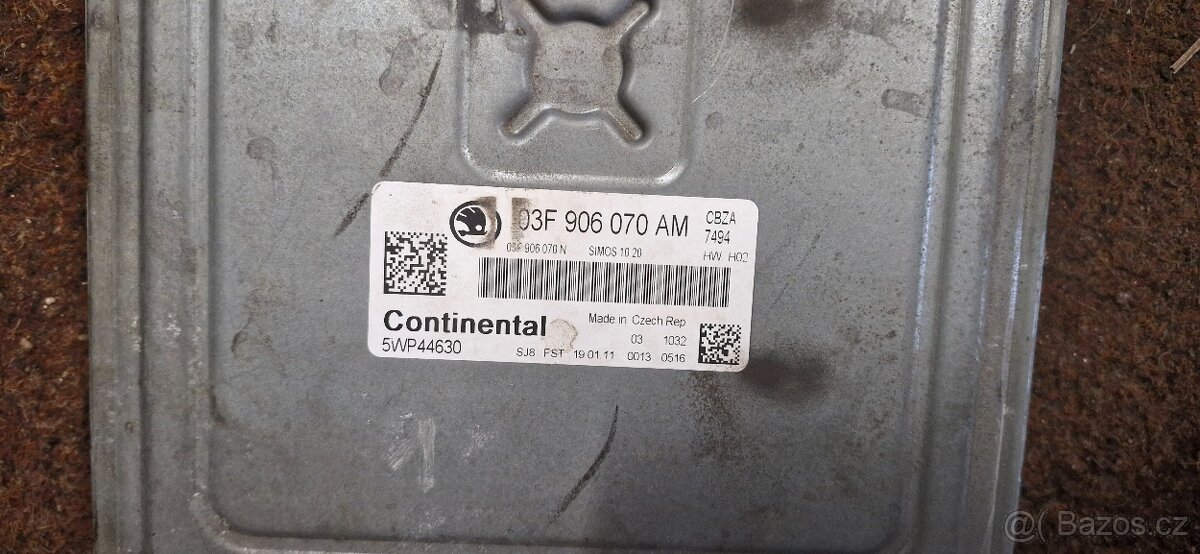 03F 906 070 AM
CBZA
7494
03F 906 070 N SIMOS 10.20 HW H02
Continental
Made in Czech Rep
5WP44630
03 1032
SJ8 FST 19.01.11 0013 0516
@( Bazos.cz